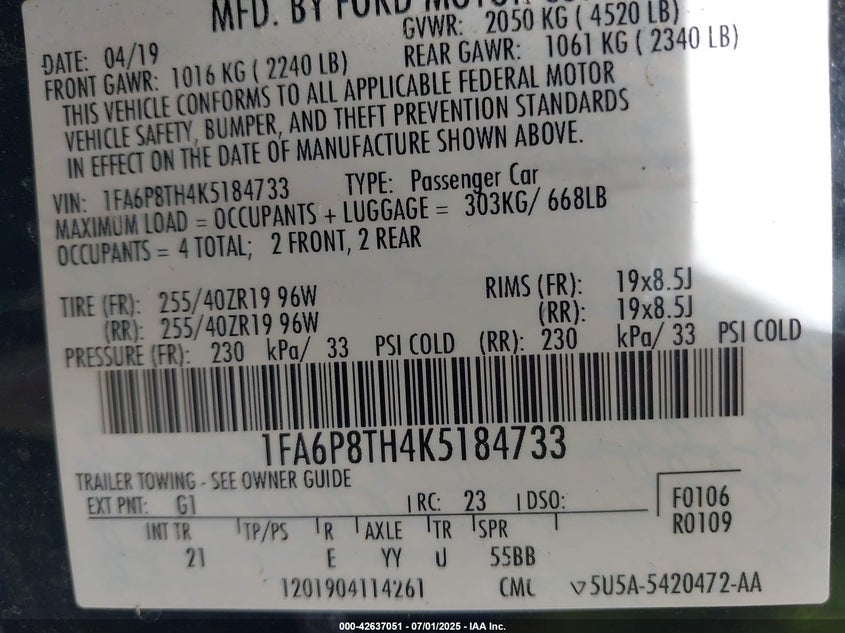 MFD. BY FORD MOTOR CO.
GVWR: 2050 KG ( 4520 LB)
DATE: 04/19
REAR GAWR: 1061 KG ( 2340 LB)
FRONT GAWR: 1016 KG ( 2240 LB)
THIS VEHICLE CONFORMS TO ALL APPLICABLE FEDERAL MOTOR
VEHICLE SAFETY, BUMPER, AND THEFT PREVENTION STANDARDS
IN EFFECT ON THE DATE OF MANUFACTURE SHOWN ABOVE.
VIN: 1FA6P8TH4K5184733 TYPE: Passenger Car
MAXIMUM LOAD = OCCUPANTS + LUGGAGE = 303KG/ 668LB
OCCUPANTS = 4 TOTAL; 2 FRONT, 2 REAR
TIRE (FR): 255/40ZR19 96W RIMS (FR): 19x8.5J
(RR): 255/40ZR19 96W (RR): 19x8.5J
PRESSURE (FR): 230 kPa/ 33 PSI COLD (RR): 230 kPa/ 33 PSI COLD
1FA6P8TH4K5184733
TRAILER TOWING - SEE OWNER GUIDE
EXT PNT: G1 RC: 23 DSO: F0106
R0109
INT TR TP/PS R AXLE TR SPR
21 E YY U 55BB
1201904114261 CMC 5U5A-5420472-AA
000-42637051 - 07/01/2025 - IAA Inc.